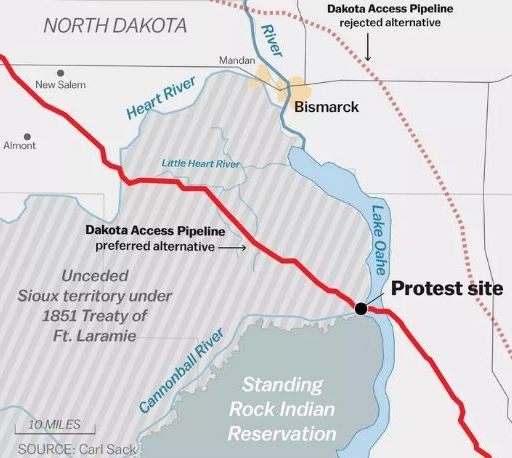 Dakota Access Pipeline
rejected alternative
NORTH DAKOTA
River
Mandan
New Salem
Heart River
Bismarck
Almont
Little Heart River
Dakota Access Pipeline
preferred alternative
Lake Oahe
Unceded
Sioux territory under
1851 Treaty of
Ft. Laramie
Protest site
Cannonball River
Standing
Rock Indian
Reservation
10 MILES
SOURCE: Carl Sack